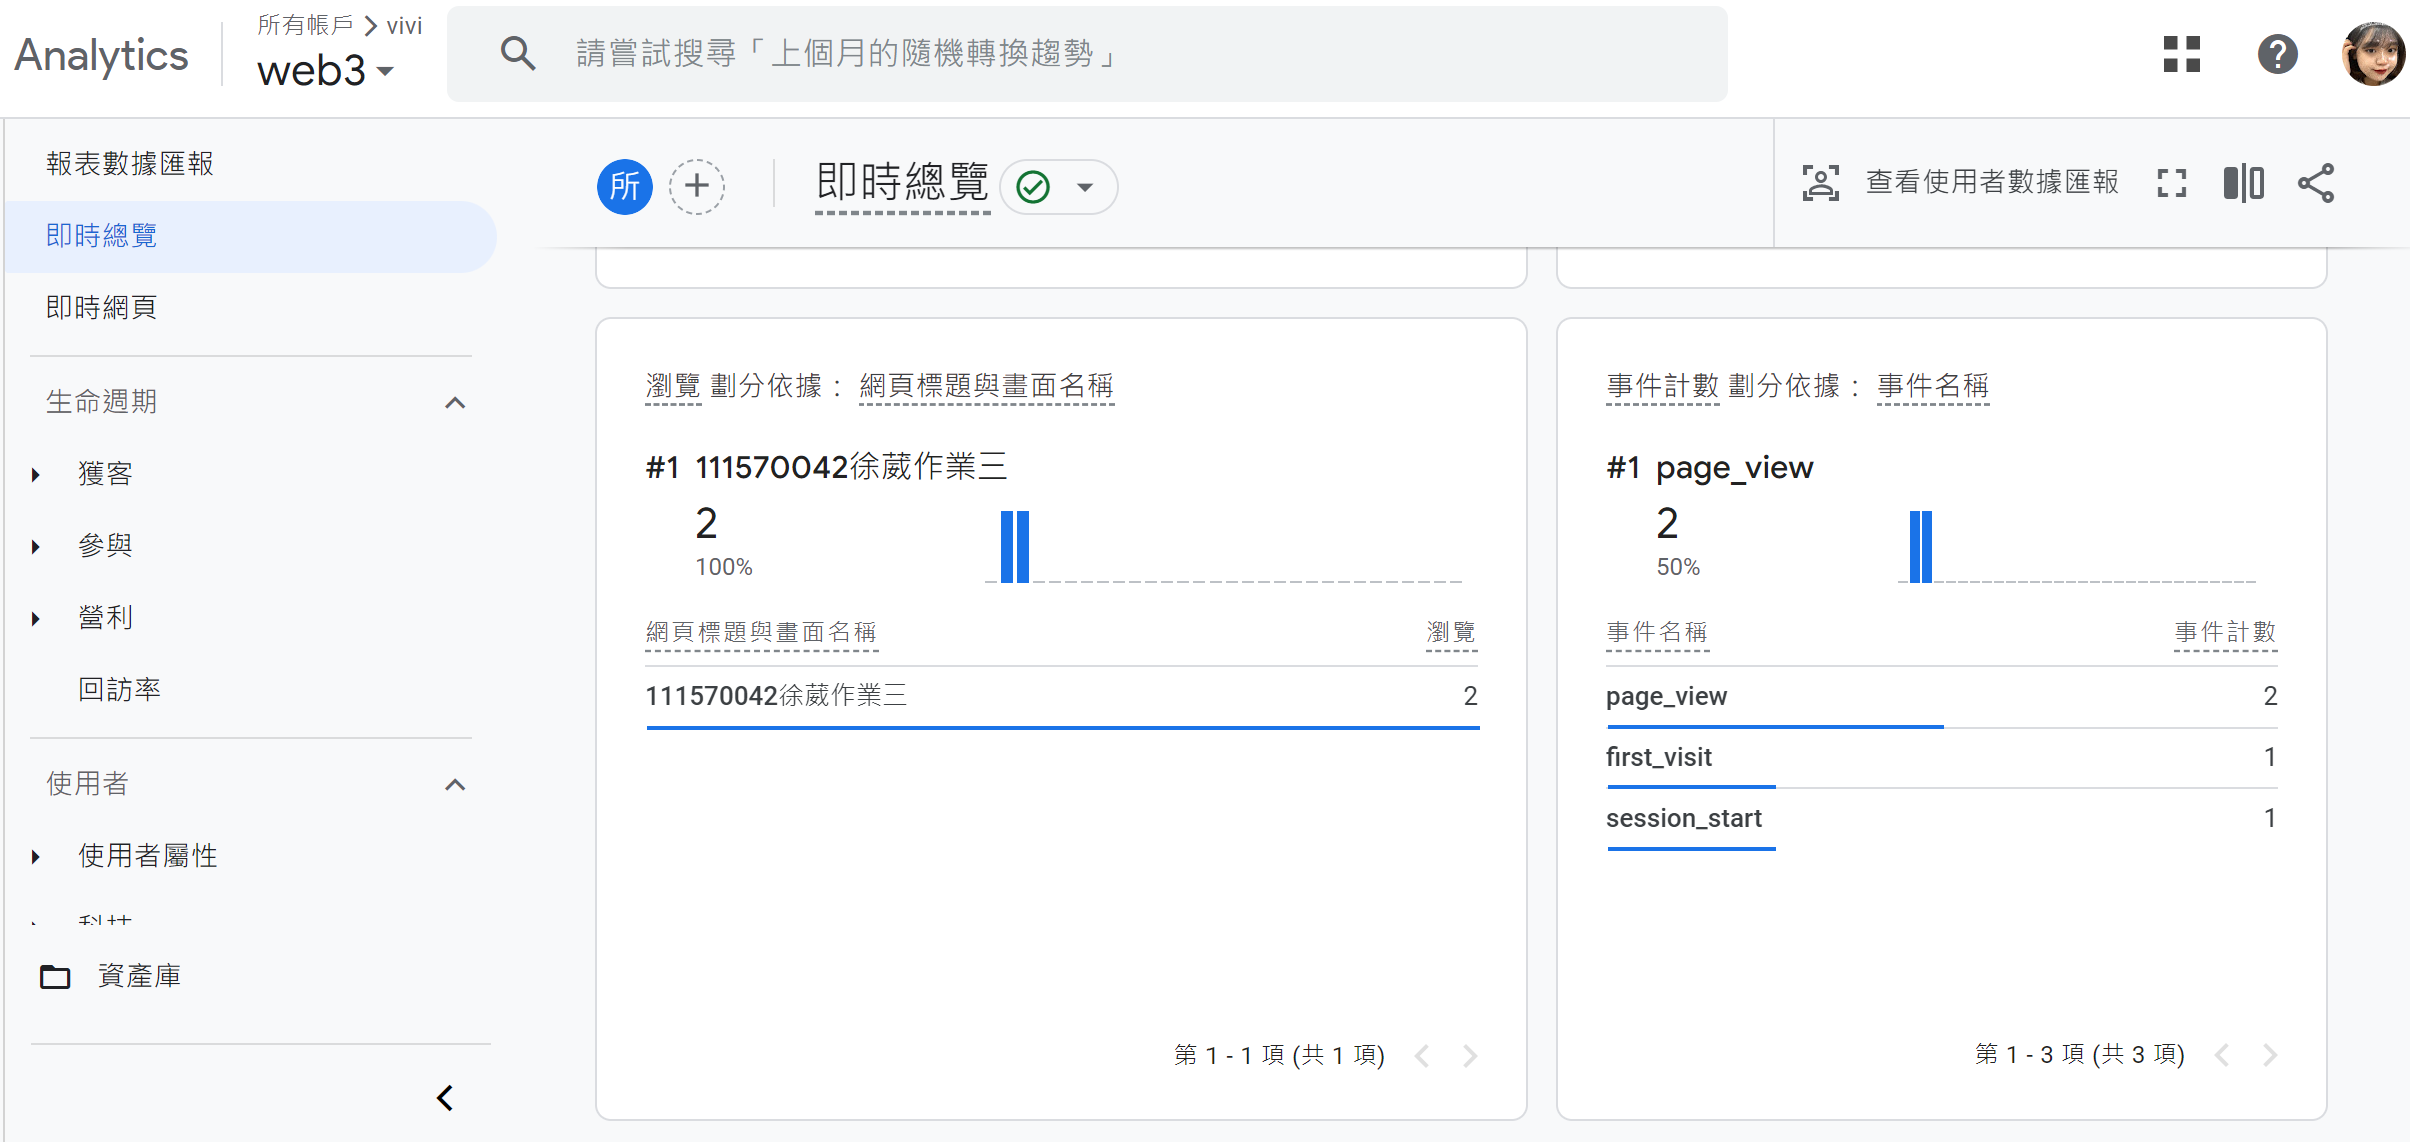 Analytics
所有帳戶 > vivi
web3
請嘗試搜尋「上個月的隨機轉換趨勢」
報表數據匯報
即時總覽
即時網頁
生命週期
獲客
參與
營利
回訪率
使用者
使用者屬性
科技
資產庫
所
即時總覽
查看使用者數據匯報
瀏覽 劃分依據： 網頁標題與畫面名稱
#1 111570042徐葳作業三
2
100%
網頁標題與畫面名稱 瀏覽
111570042徐葳作業三 2
第 1 - 1 項 (共 1 項)
事件計數 劃分依據： 事件名稱
#1 page_view
2
50%
事件名稱 事件計數
page_view 2
first_visit 1
session_start 1
第 1 - 3 項 (共 3 項)